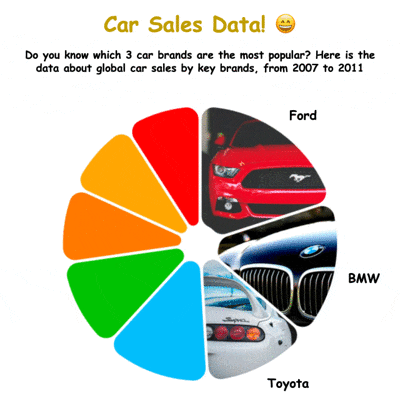 Car Sales Data! 😄
Do you know which 3 car brands are the most popular? Here is the
data about global car sales by key brands, from 2007 to 2011
Ford
BMW
Toyota
Supra